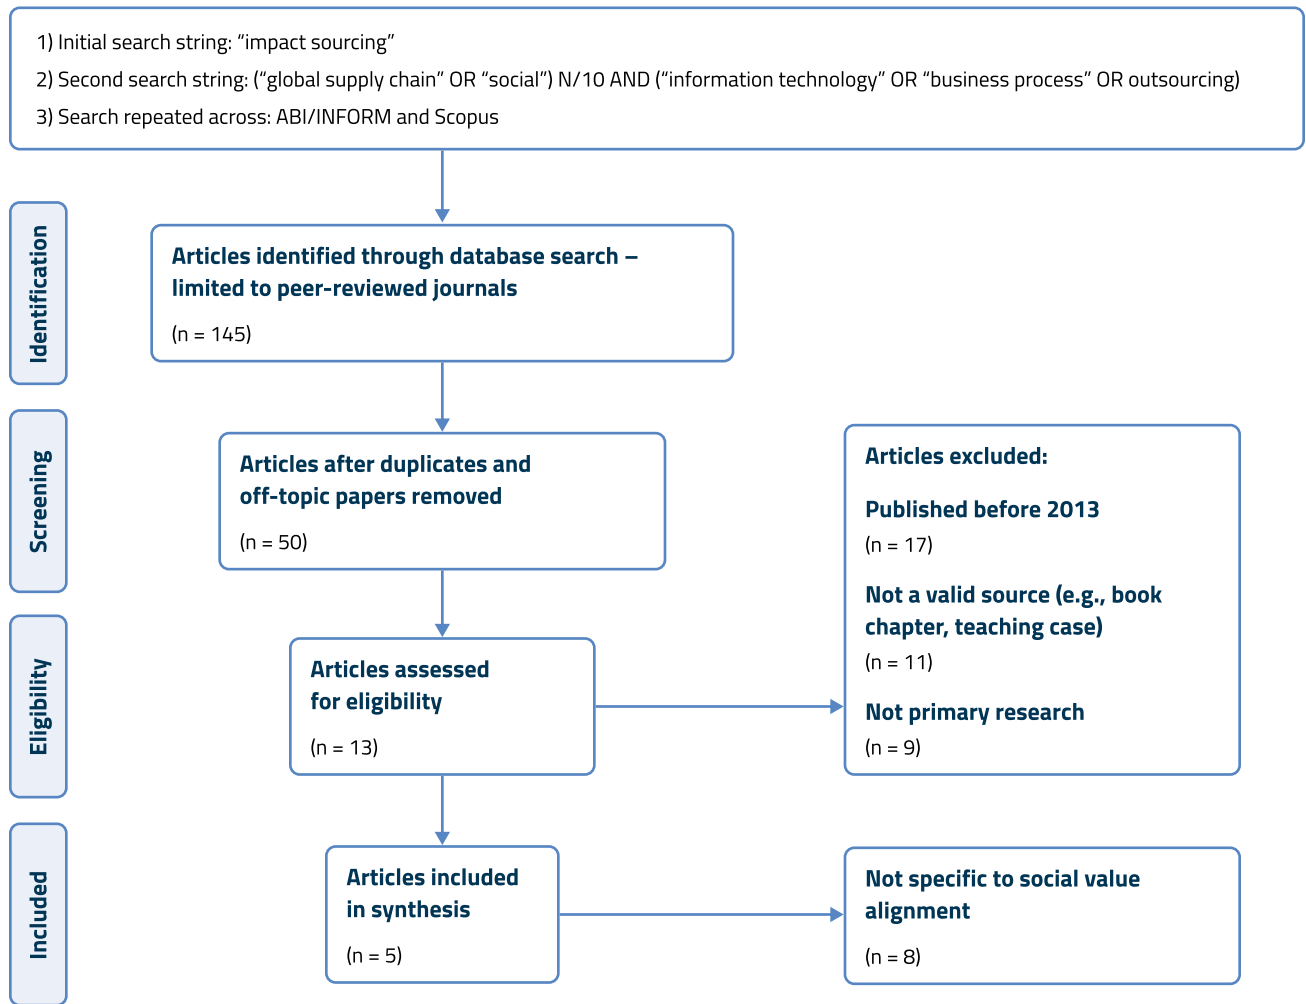 1) Initial search string: “impact sourcing”
2) Second search string: (“global supply chain” OR “social”) N/10 AND (“information technology” OR “business process” OR outsourcing)
3) Search repeated across: ABI/INFORM and Scopus
Identification
Articles identified through database search –
limited to peer-reviewed journals
(n = 145)
Screening
Articles after duplicates and
off-topic papers removed
(n = 50)
Articles excluded:
Published before 2013
(n = 17)
Not a valid source (e.g., book
chapter, teaching case)
(n = 11)
Not primary research
(n = 9)
Eligibility
Articles assessed
for eligibility
(n = 13)
Included
Articles included
in synthesis
(n = 5)
Not specific to social value
alignment
(n = 8)